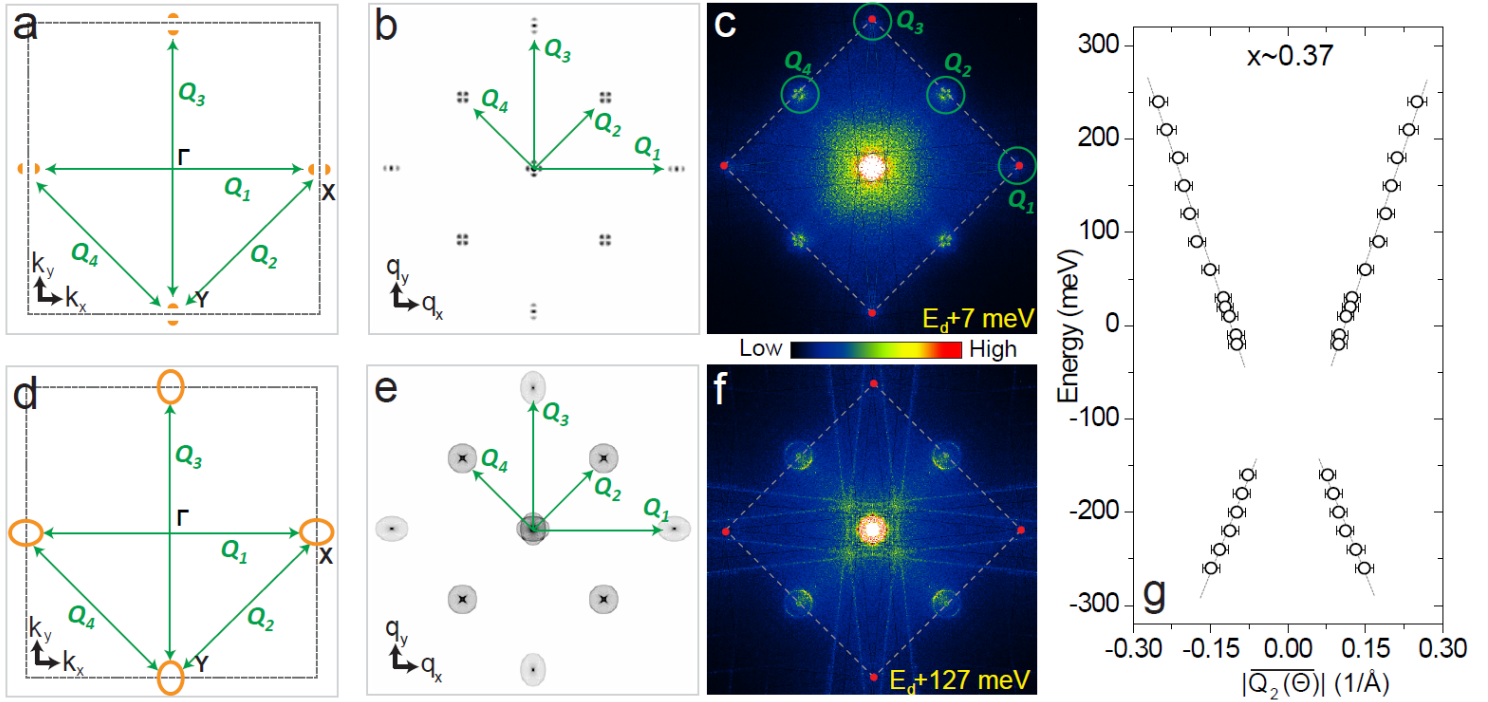 a
Q3
Γ
Q1
X
Q4
Q2
ky
kx
Y
b
Q3
Q4
Q2
Q1
qy
qx
c
Q3
Q4
Q2
Q1
Ed+7 meV
Low
High
d
Q3
Γ
Q1
X
Q4
Q2
ky
kx
Y
e
Q3
Q4
Q2
Q1
qy
qx
f
Ed+127 meV
x~0.37
300
200
100
0
-100
-200
-300
Energy (meV)
g
-0.30 -0.15 0.00 0.15 0.30
|Q2(Θ)| (1/Å)